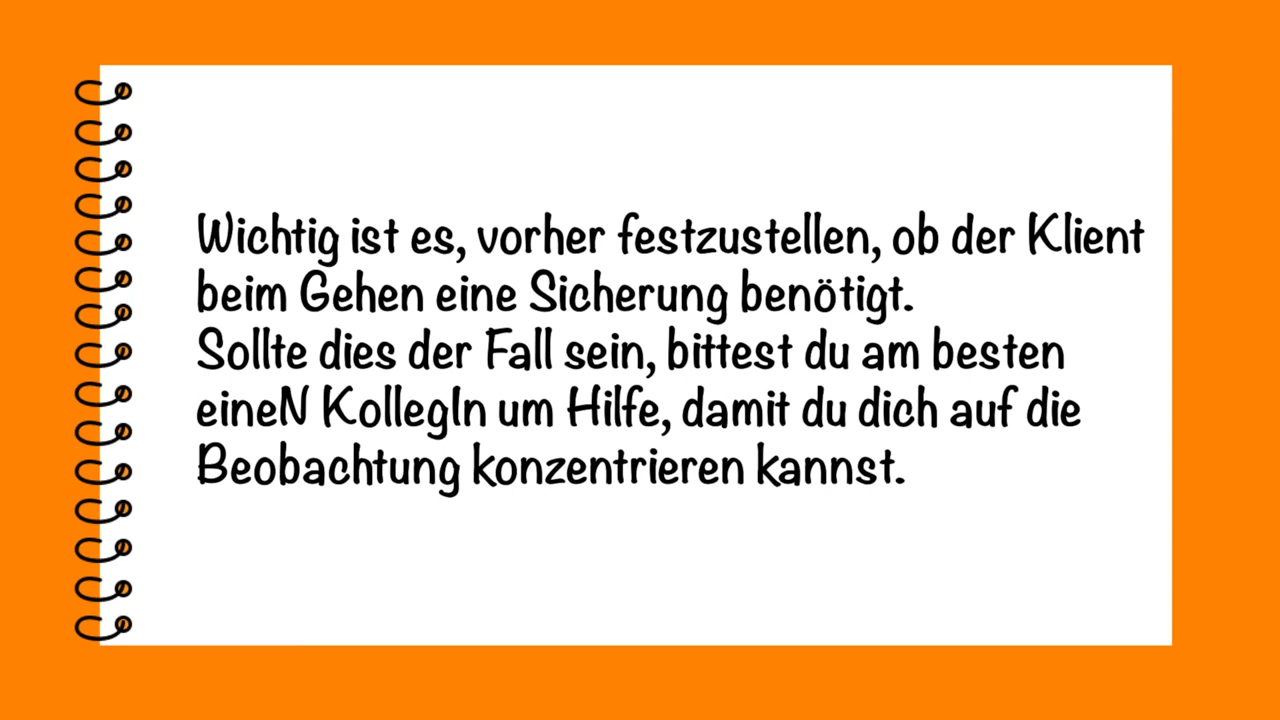 Wichtig ist es, vorher festzustellen, ob der Klient
beim Gehen eine Sicherung benötigt.
Sollte dies der Fall sein, bittest du am besten
eineN KollegIn um Hilfe, damit du dich auf die
Beobachtung konzentrieren kannst.